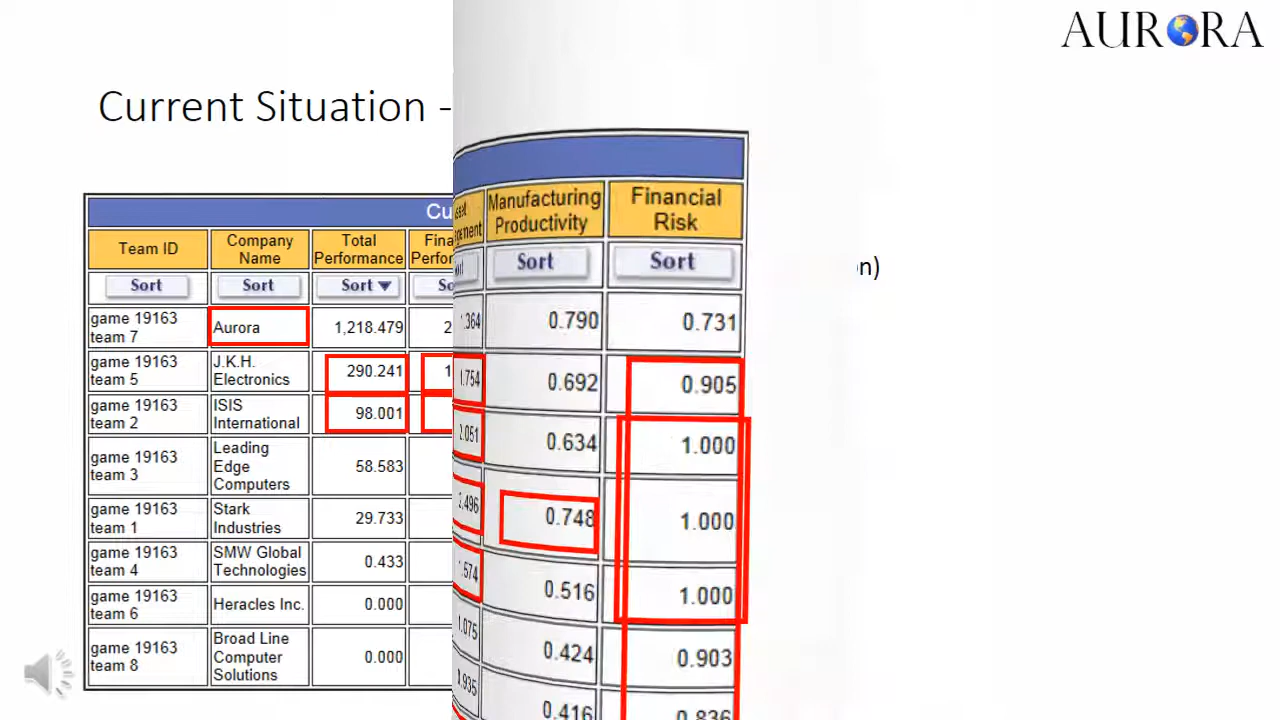 AURORA
Current Situation -
on)
Team ID
Company
Name
Total
Performance
Sort
Sort
Sort
game 19163
team 7
Aurora
1,218.479
game 19163
team 5
J.K.H.
Electronics
290.241
game 19163
team 2
ISIS
International
98.001
game 19163
team 3
Leading
Edge
Computers
58.583
game 19163
team 1
Stark
Industries
29.733
game 19163
team 4
SMW Global
Technologies
0.433
game 19163
team 6
Heracles Inc.
0.000
game 19163
team 8
Broad Line
Computer
Solutions
0.000
Manufacturing
Productivity
Financial
Risk
Sort
Sort
0.790
0.731
0.692
0.905
0.634
1.000
0.748
1.000
0.516
1.000
0.424
0.903
0.416
0.836